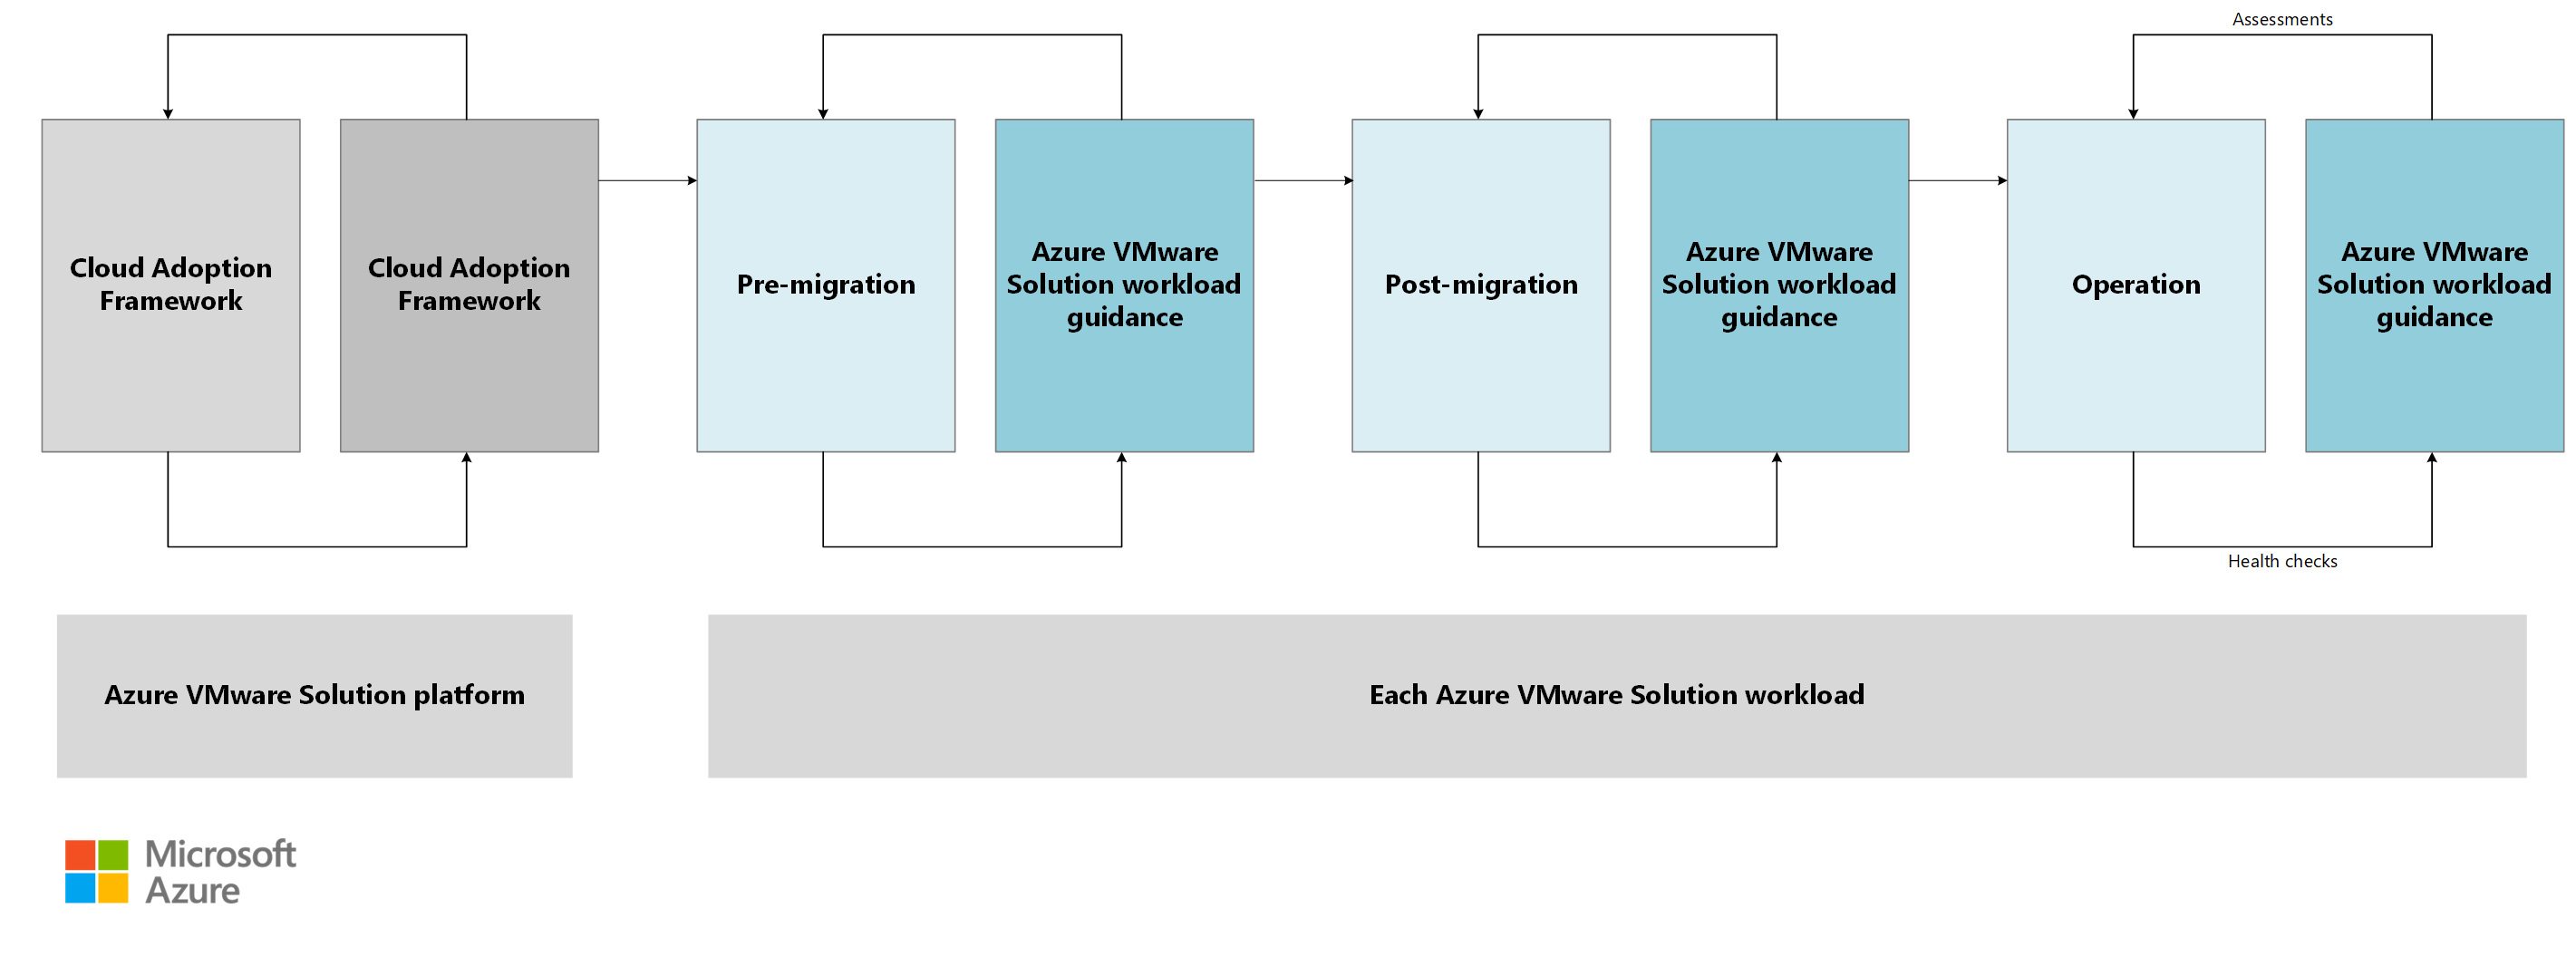 Assessments
Cloud Adoption
Framework
Cloud Adoption
Framework
Pre-migration
Azure VMware
Solution workload
guidance
Post-migration
Azure VMware
Solution workload
guidance
Operation
Azure VMware
Solution workload
guidance
Health checks
Azure VMware Solution platform
Each Azure VMware Solution workload
Microsoft
Azure